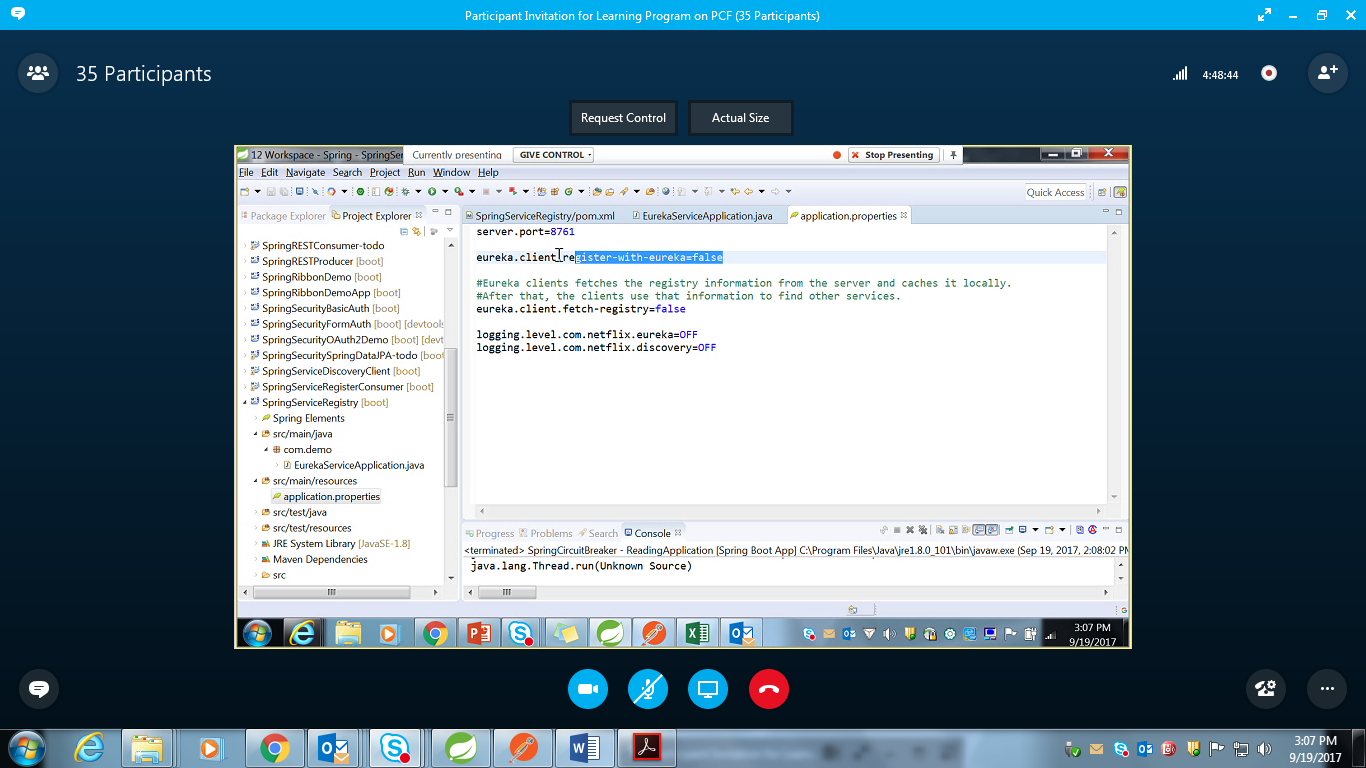 Participant Invitation for Learning Program on PCF (35 Participants)
35 Participants
4:48:44
Request Control
Actual Size
12 Workspace - Spring - SpringSer
Currently presenting
GIVE CONTROL
Stop Presenting
File Edit Navigate Search Project Run Window Help
Quick Access
Package Explorer
Project Explorer
SpringServiceRegistry/pom.xml
EurekaServiceApplication.java
application.properties
SpringRESTConsumer-todo
SpringRESTProducer [boot]
SpringRibbonDemo [boot]
SpringRibbonDemoApp [boot]
SpringSecurityBasicAuth [boot]
SpringSecurityFormAuth [boot] [devtools
SpringSecurityOAuth2Demo [boot] [devt
SpringSecuritySpringDataJPA-todo [boot
SpringServiceDiscoveryClient [boot]
SpringServiceRegisterConsumer [boot]
SpringServiceRegistry [boot]
Spring Elements
src/main/java
com.demo
EurekaServiceApplication.java
src/main/resources
application.properties
src/test/java
src/test/resources
JRE System Library [JavaSE-1.8]
Maven Dependencies
src
server.port=8761
eureka.client.register-with-eureka=false
#Eureka clients fetches the registry information from the server and caches it locally.
#After that, the clients use that information to find other services.
eureka.client.fetch-registry=false
logging.level.com.netflix.eureka=OFF
logging.level.com.netflix.discovery=OFF
Progress
Problems
Search
Console
<terminated> SpringCircuitBreaker - ReadingApplication [Spring Boot App] C:\Program Files\Java\jre1.8.0_101\bin\javaw.exe (Sep 19, 2017, 2:08:02 PM
java.lang.Thread.run(Unknown Source)
3:07 PM
9/19/2017
3:07 PM
9/19/2017